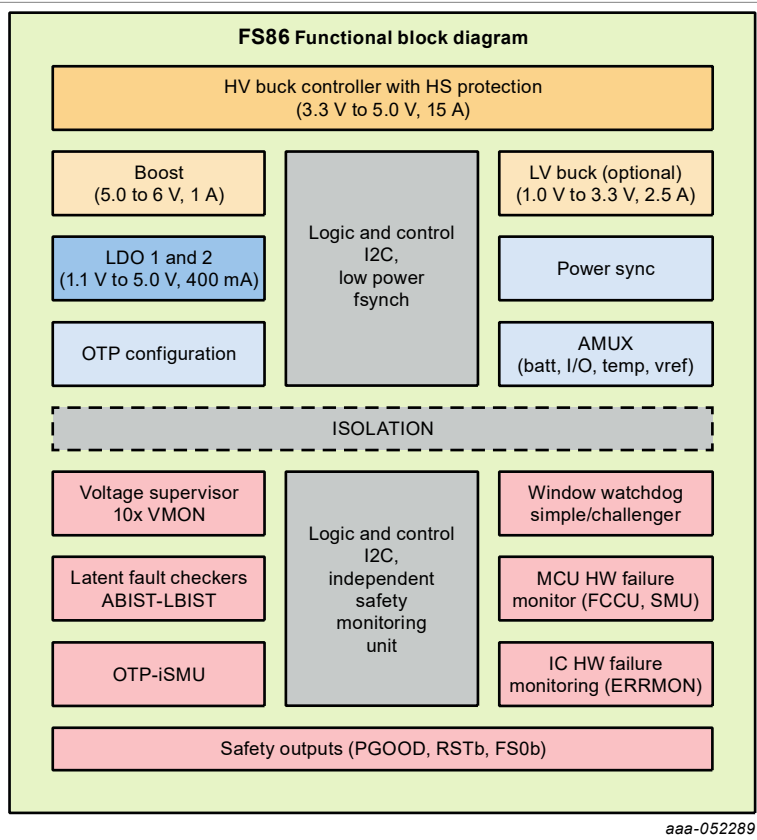 FS86 Functional block diagram
HV buck controller with HS protection
(3.3 V to 5.0 V, 15 A)
Boost
(5.0 to 6 V, 1 A)
Logic and control
I2C,
low power
fsynch
LV buck (optional)
(1.0 V to 3.3 V, 2.5 A)
LDO 1 and 2
(1.1 V to 5.0 V, 400 mA)
Power sync
OTP configuration
AMUX
(batt, I/O, temp, vref)
ISOLATION
Voltage supervisor
10x VMON
Logic and control
I2C,
independent
safety
monitoring
unit
Window watchdog
simple/challenger
Latent fault checkers
ABIST-LBIST
MCU HW failure
monitor (FCCU, SMU)
OTP-iSMU
IC HW failure
monitoring (ERRMON)
Safety outputs (PGOOD, RSTb, FS0b)
aaa-052289